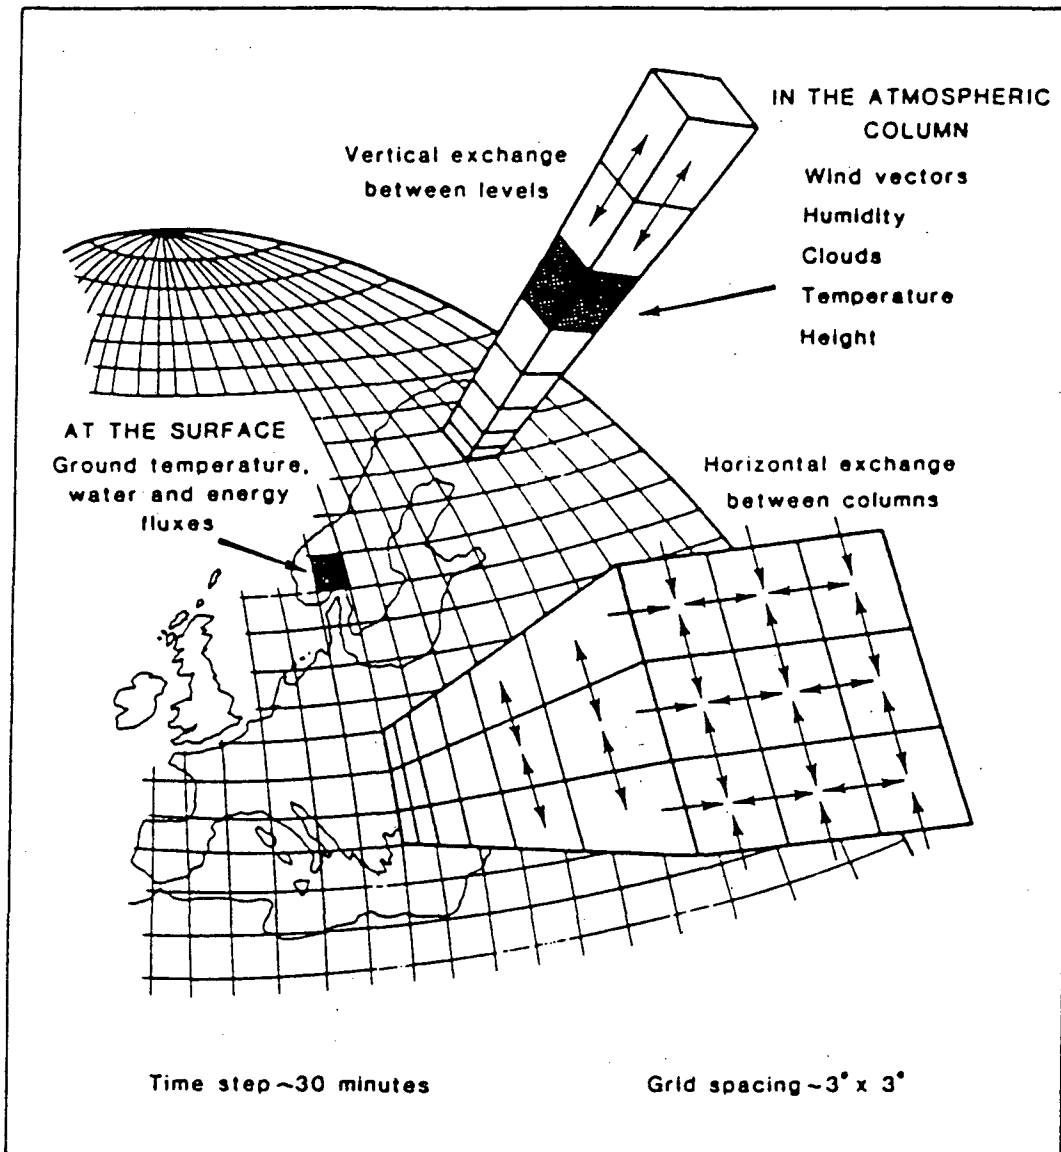 IN THE ATMOSPHERIC
COLUMN
Wind vectors
Humidity
Clouds
Temperature
Height
Vertical exchange
between levels
AT THE SURFACE
Ground temperature,
water and energy
fluxes
Horizontal exchange
between columns
Time step ~30 minutes
Grid spacing ~3° x 3°